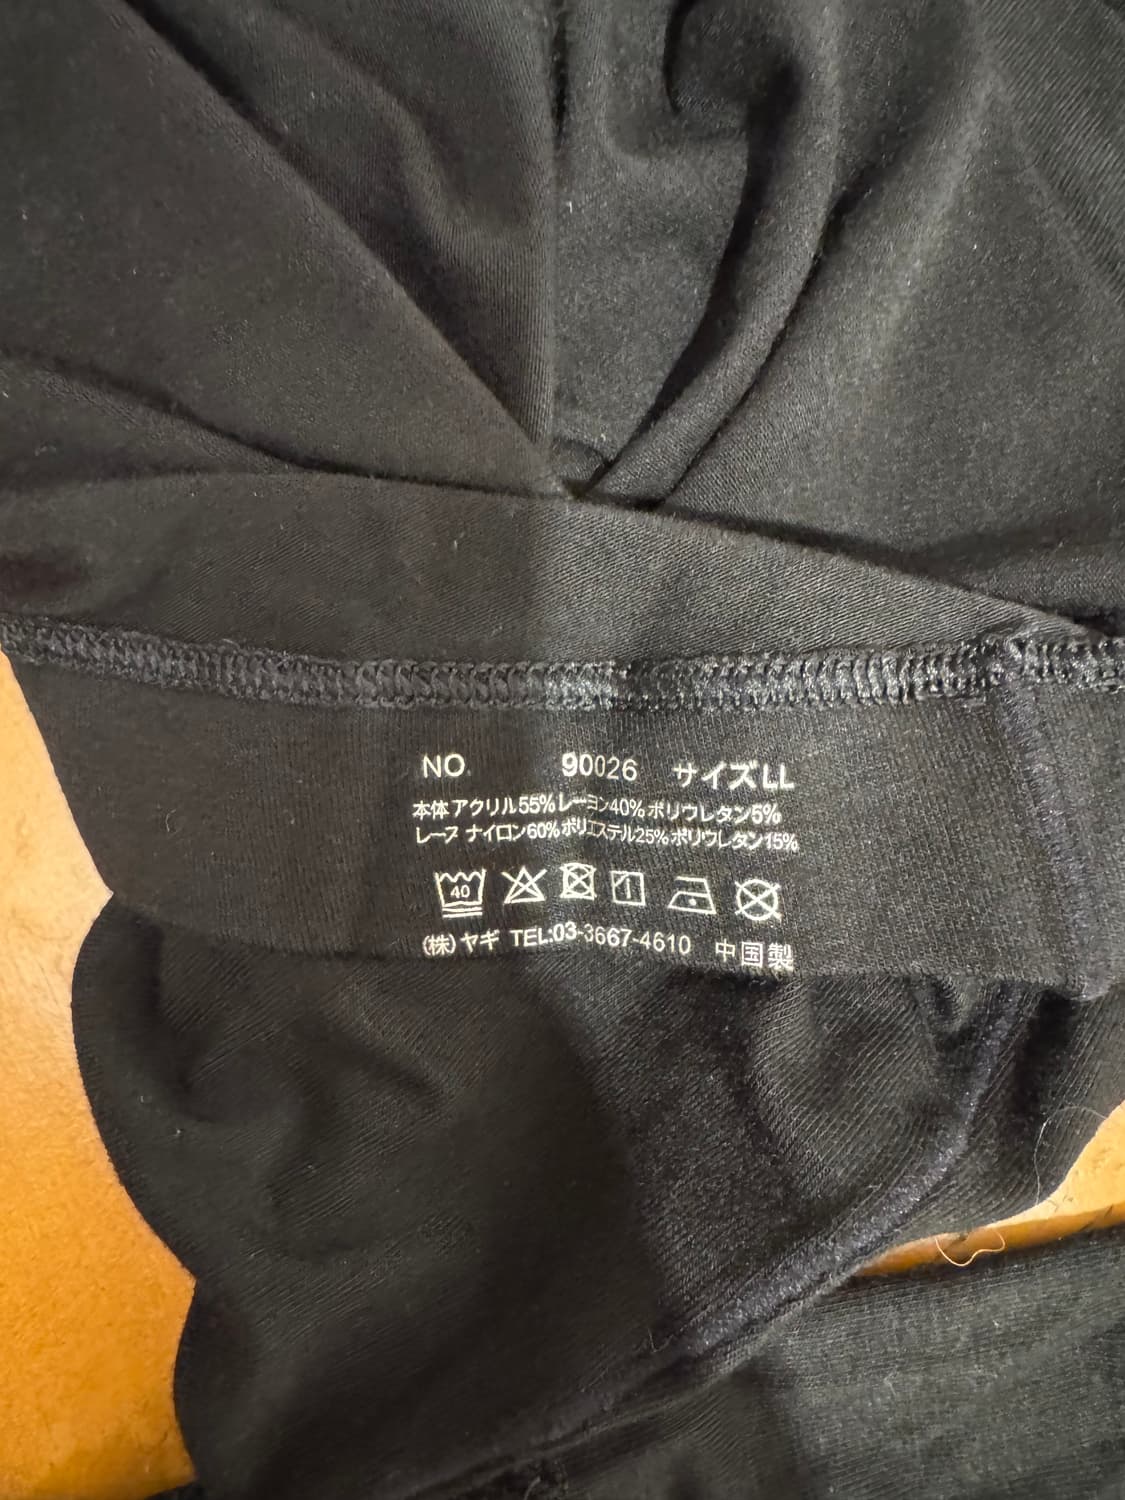 NO. 90026 サイズLL
本体 アクリル55% レーヨン40% ポリウレタン5%
レース ナイロン60% ポリエステル25% ポリウレタン15%
40
(株)ヤギ TEL:03-3667-4610 中国製